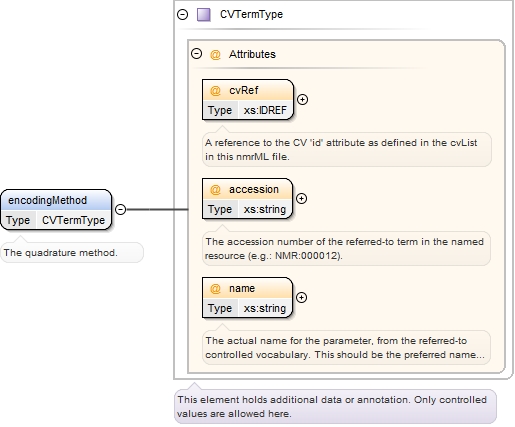 CVTermType
@ Attributes
@ cvRef
Type xs:IDREF
A reference to the CV 'id' attribute as defined in the cvList
in this nmrML file.
@ accession
Type xs:string
The accession number of the referred-to term in the named
resource (e.g.: NMR:000012).
@ name
Type xs:string
The actual name for the parameter, from the referred-to
controlled vocabulary. This should be the preferred name...
encodingMethod
Type CVTermType
The quadrature method.
This element holds additional data or annotation. Only controlled
values are allowed here.